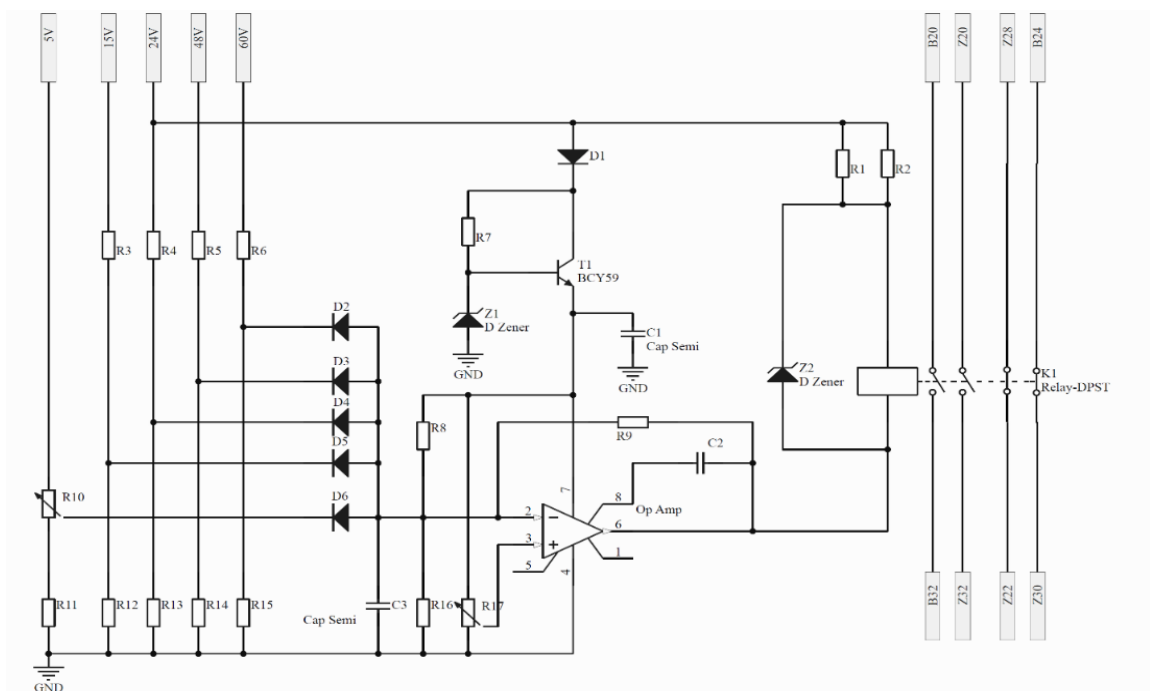 5V
15V
24V
48V
60V
B20
Z20
Z28
B24
D1
R1
R2
R7
R3
R4
R5
R6
T1
BCY59
D2
Z1
D Zener
C1
Cap Semi
GND
GND
D3
Z2
D Zener
K1
Relay-DPST
D4
R8
R9
D5
C2
R10
D6
7
8
Op Amp
2
6
3
1
5
4
R11
R12
R13
R14
R15
Cap Semi
C3
R16
R17
B32
Z32
Z22
Z30
GND